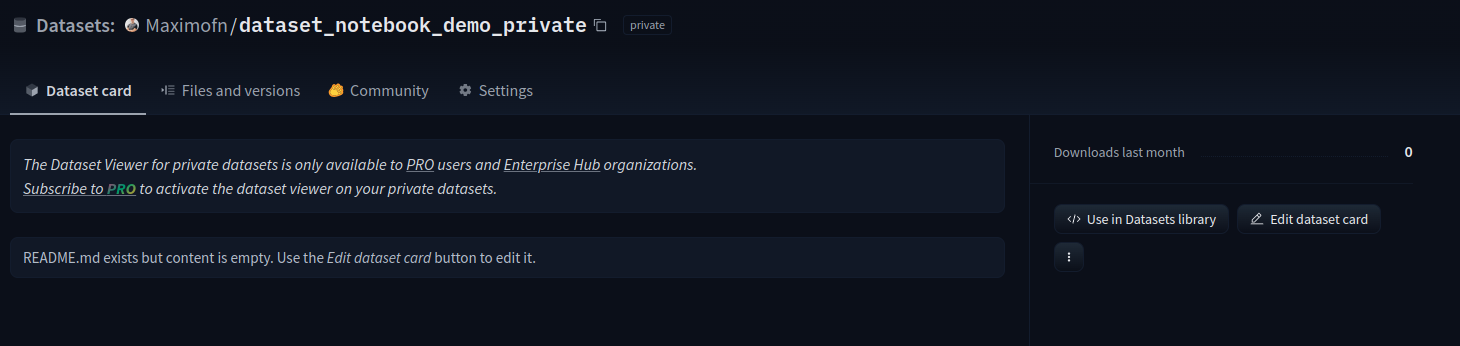 Datasets: Maximofn/dataset_notebook_demo_private private
Dataset card Files and versions Community Settings
The Dataset Viewer for private datasets is only available to PRO users and Enterprise Hub organizations.
Subscribe to PRO to activate the dataset viewer on your private datasets.
README.md exists but content is empty. Use the Edit dataset card button to edit it.
Downloads last month 0
Use in Datasets library Edit dataset card